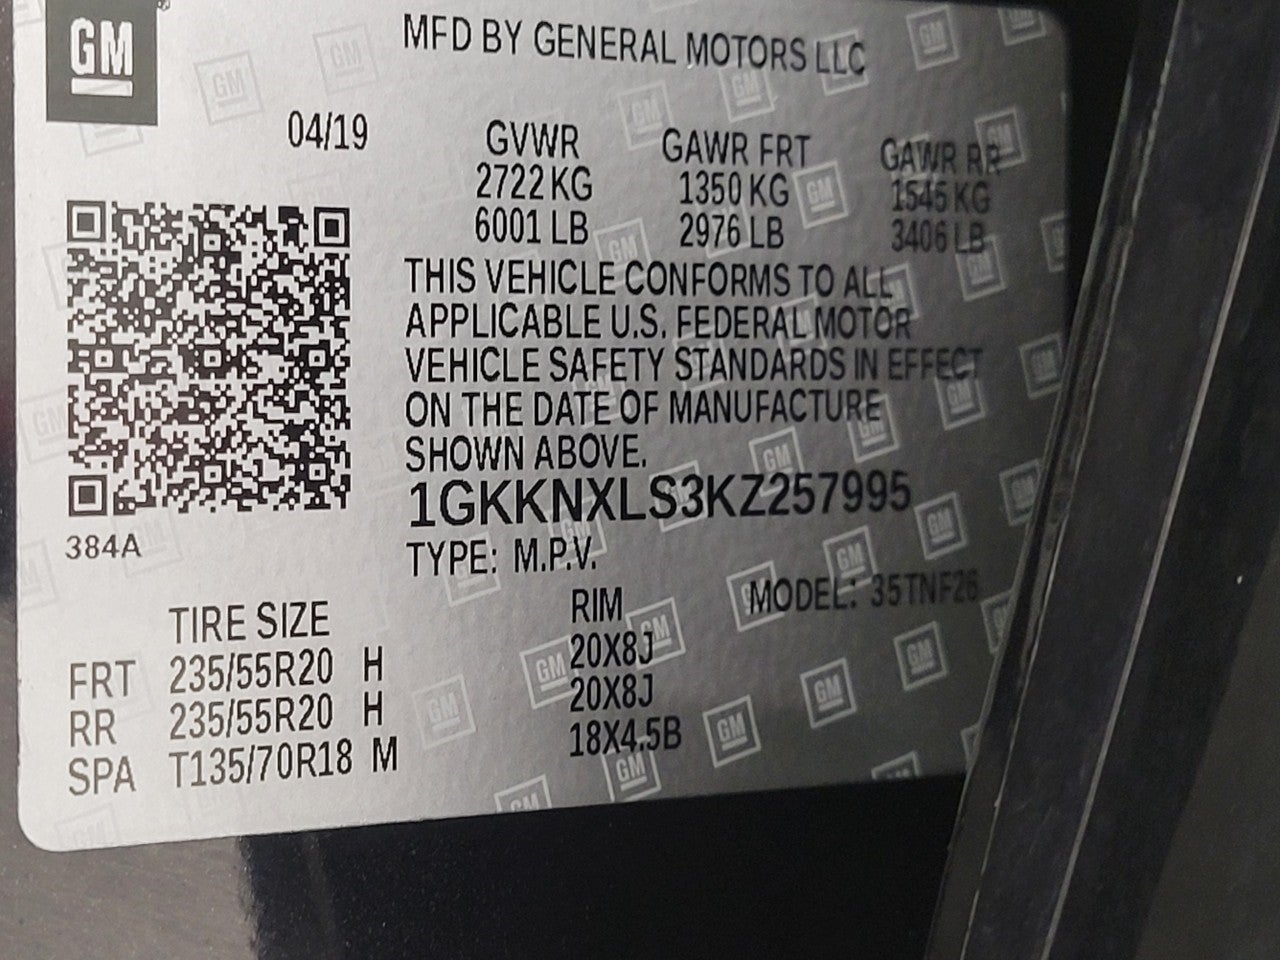 GM
MFD BY GENERAL MOTORS LLC
04/19 GVWR GAWR FRT GAWR RR
2722 KG 1350 KG 1545 KG
6001 LB 2976 LB 3406 LB
THIS VEHICLE CONFORMS TO ALL
APPLICABLE U.S. FEDERAL MOTOR
VEHICLE SAFETY STANDARDS IN EFFECT
ON THE DATE OF MANUFACTURE
SHOWN ABOVE.
1GKKNXLS3KZ257995
384A
TYPE: M.P.V. MODEL: 35TNF26
TIRE SIZE RIM
FRT 235/55R20 H 20X8J
RR 235/55R20 H 20X8J
SPA T135/70R18 M 18X4.5B